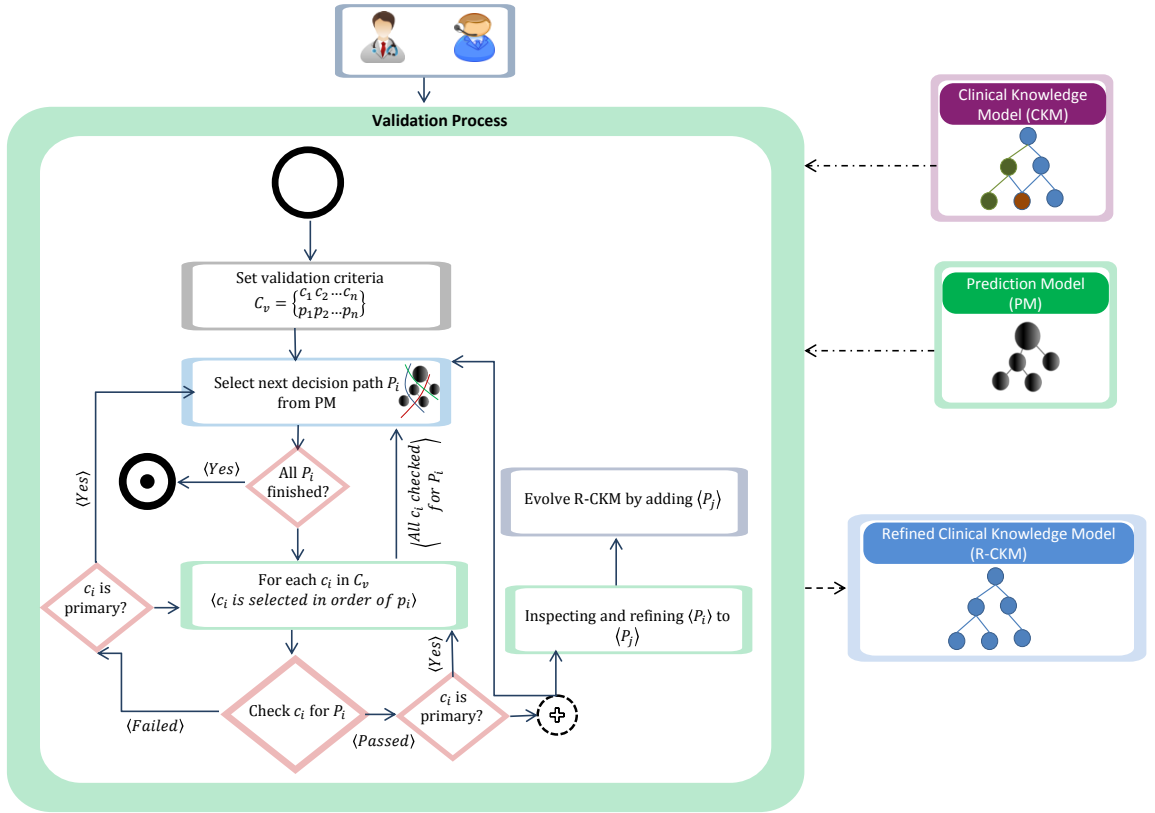 Validation Process
Clinical Knowledge
Model (CKM)
Set validation criteria
C_v = {c_1 c_2 …c_n
p_1p_2…p_n}
Prediction Model
(PM)
Select next decision path P_i
from PM
⟨Yes⟩
All P_i
finished?
⟨Yes⟩
⟨All c_i checked
for P_i⟩
Evolve R-CKM by adding ⟨P_j⟩
Refined Clinical Knowledge Model
(R-CKM)
c_i is
primary?
For each c_i in C_v
⟨c_i is selected in order of p_i⟩
Inspecting and refining ⟨P_i⟩ to
⟨P_j⟩
⟨Yes⟩
Check c_i for P_i
c_i is
primary?
⟨Failed⟩
⟨Passed⟩